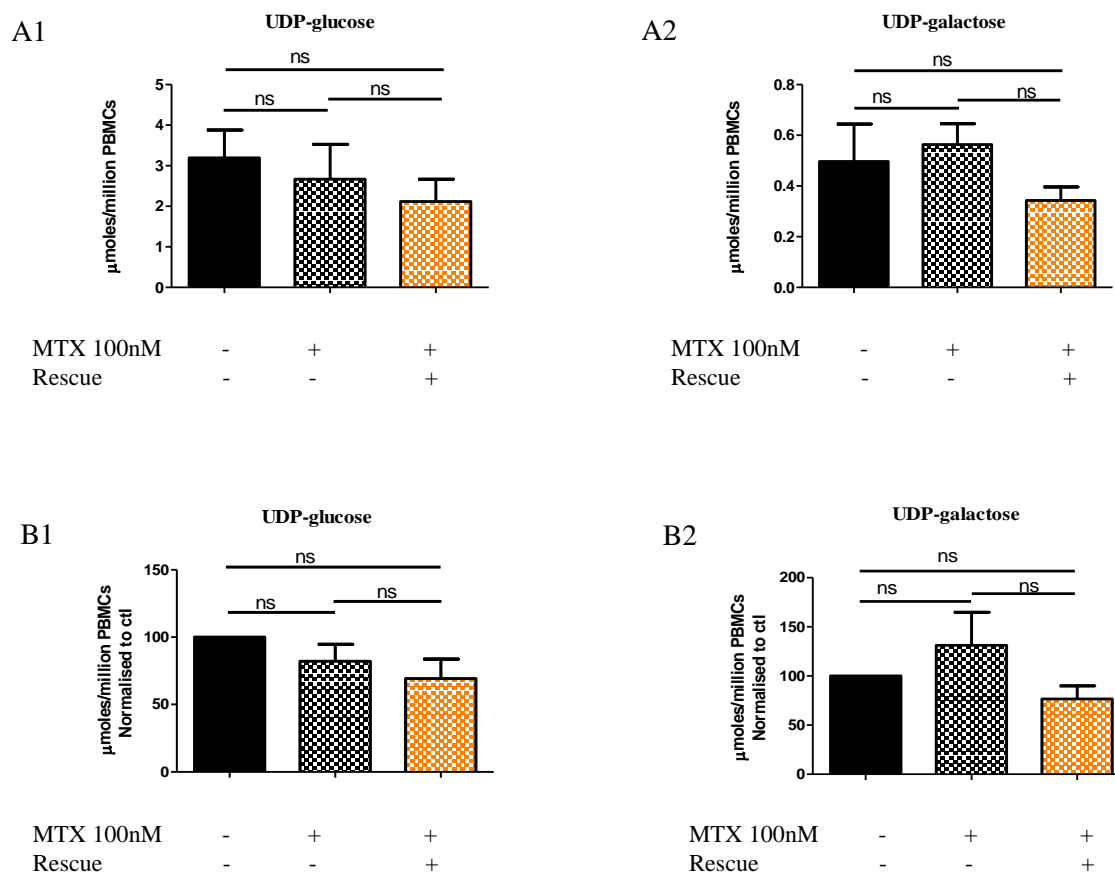 A1
UDP-glucose
ns
ns
ns
5
4
3
2
1
0
μmoles/million PBMCs
MTX 100nM - + +
Rescue - - +
A2
UDP-galactose
ns
ns
ns
0.8
0.6
0.4
0.2
0.0
μmoles/million PBMCs
MTX 100nM - + +
Rescue - - +
B1
UDP-glucose
ns
ns
ns
150
100
50
0
μmoles/million PBMCs
Normalised to ctl
MTX 100nM - + +
Rescue - - +
B2
UDP-galactose
ns
ns
ns
200
150
100
50
0
μmoles/million PBMCs
Normalised to ctl
MTX 100nM - + +
Rescue - - +